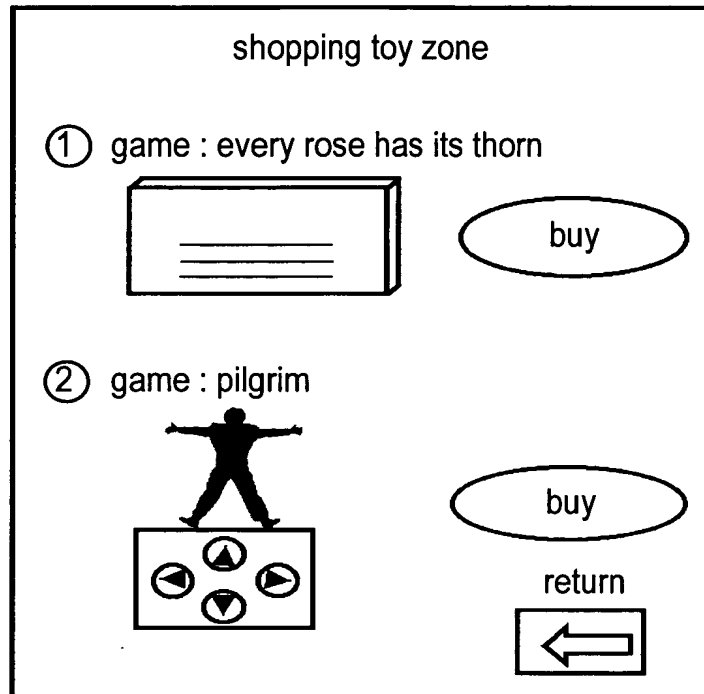 shopping toy zone
① game : every rose has its thorn
buy
② game : pilgrim
buy
return